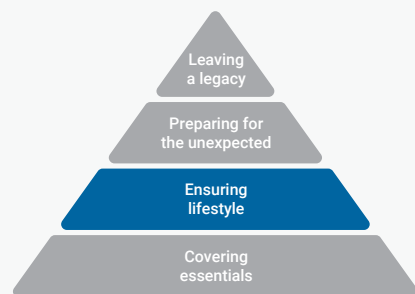 Leaving
a legacy
Preparing for
the unexpected
Ensuring
lifestyle
Covering
essentials